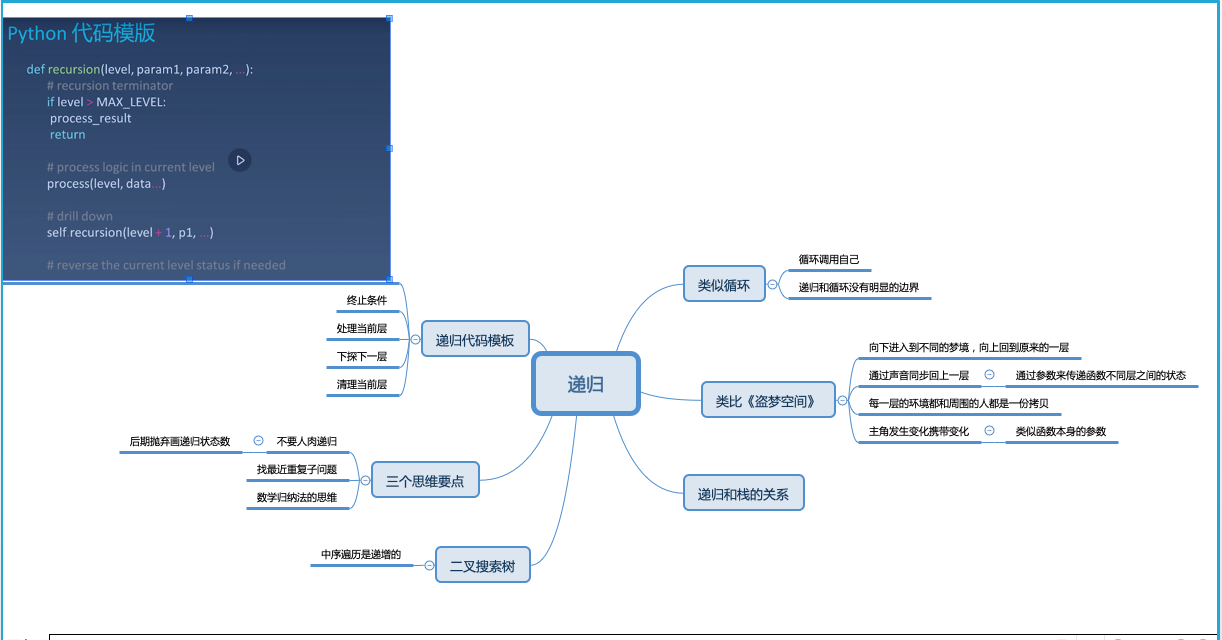 Python 代码模版
def recursion(level, param1, param2, ...):
# recursion terminator
if level > MAX_LEVEL:
process_result
return
# process logic in current level
process(level, data...)
# drill down
self.recursion(level + 1, p1, ...)
# reverse the current level status if needed
递归
类似循环
循环调用自己
递归和循环没有明显的边界
类比《盗梦空间》
向下进入到不同的梦境，向上回到原来的一层
通过声音同步回上一层
通过参数来传递函数不同层之间的状态
每一层的环境都和周围的人都是一份拷贝
主角发生变化携带变化
类似函数本身的参数
递归和栈的关系
递归代码模板
终止条件
处理当前层
下探下一层
清理当前层
三个思维要点
不要人肉递归
后期抛弃画递归状态数
找最近重复子问题
数学归纳法的思维
二叉搜索树
中序遍历是递增的